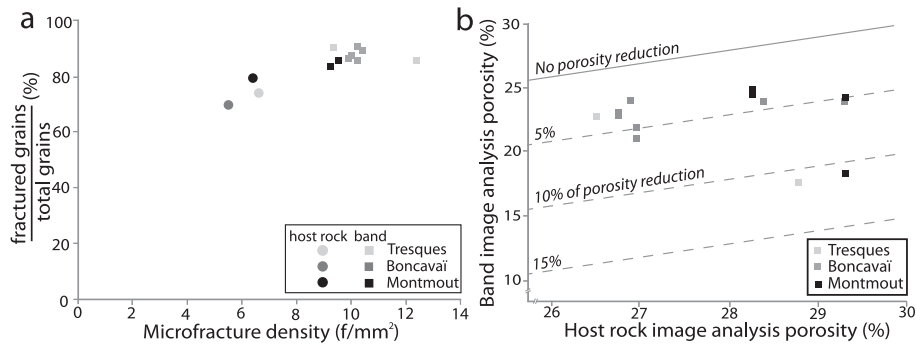 a
fractured grains
total grains
(%)
100
80
60
40
20
0
0 2 4 6 8 10 12 14
Microfracture density (f/mm²)
host rock band
Tresques
Boncavaï
Montmout
b
Band image analysis porosity (%)
30
25
20
15
10
No porosity reduction
5%
10% of porosity reduction
15%
Tresques
Boncavaï
Montmout
26 27 28 29 30
Host rock image analysis porosity (%)